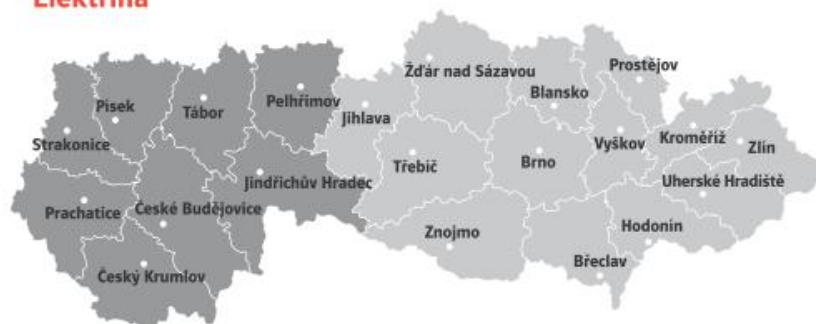 Elektřina
Žďár nad Sázavou
Prostějov
Blansko
Pelhřimov
Písek
Tábor
Jihlava
Strakonice
Vyškov
Kroměříž
Zlín
Třebíč
Brno
Jindřichův Hradec
Uherské Hradiště
Prachatice
České Budějovice
Hodonín
Znojmo
Břeclav
Český Krumlov